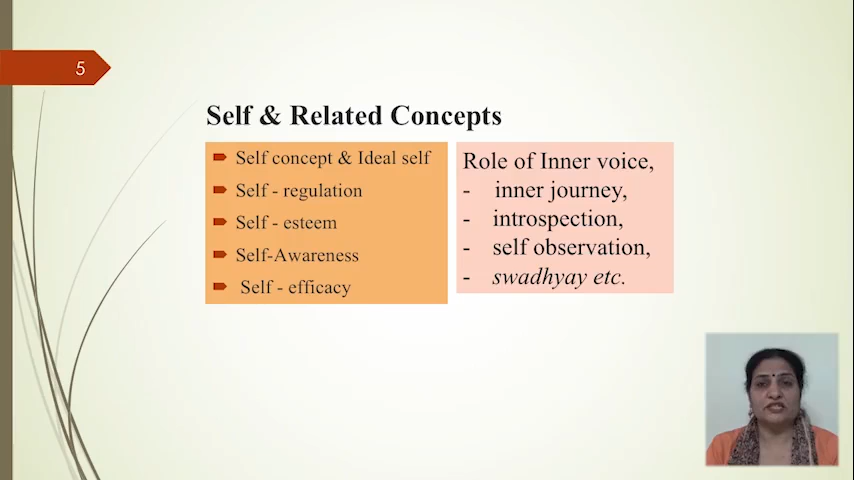 5
Self & Related Concepts
Self concept & Ideal self
Self - regulation
Self - esteem
Self-Awareness
Self - efficacy
Role of Inner voice,
- inner journey,
- introspection,
- self observation,
- swadhyay etc.